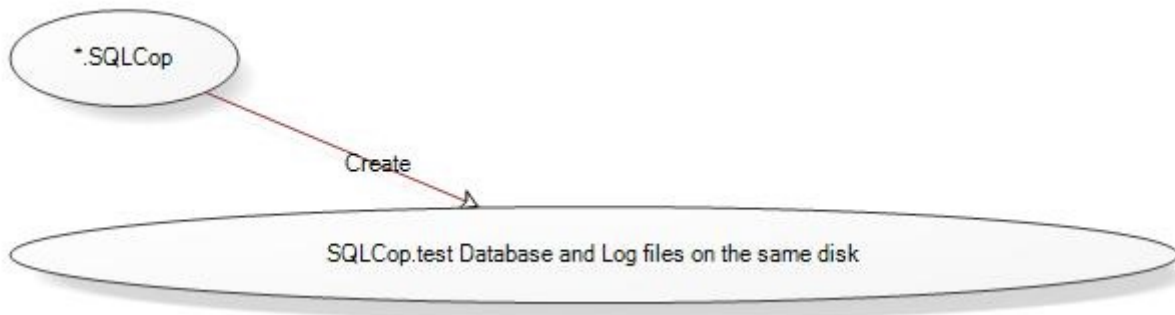 *.SQLCop
Create
SQLCop.test Database and Log files on the same disk